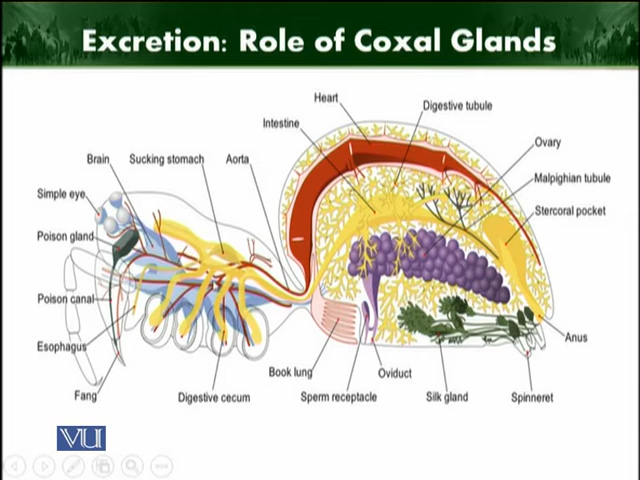 Excretion: Role of Coxal Glands
Heart
Digestive tubule
Intestine
Ovary
Brain
Sucking stomach
Aorta
Malpighian tubule
Simple eye
Stercoral pocket
Poison gland
Poison canal
Esophagus
Anus
Book lung
Oviduct
Fang
Digestive cecum
Sperm receptacle
Silk gland
Spinneret
VU